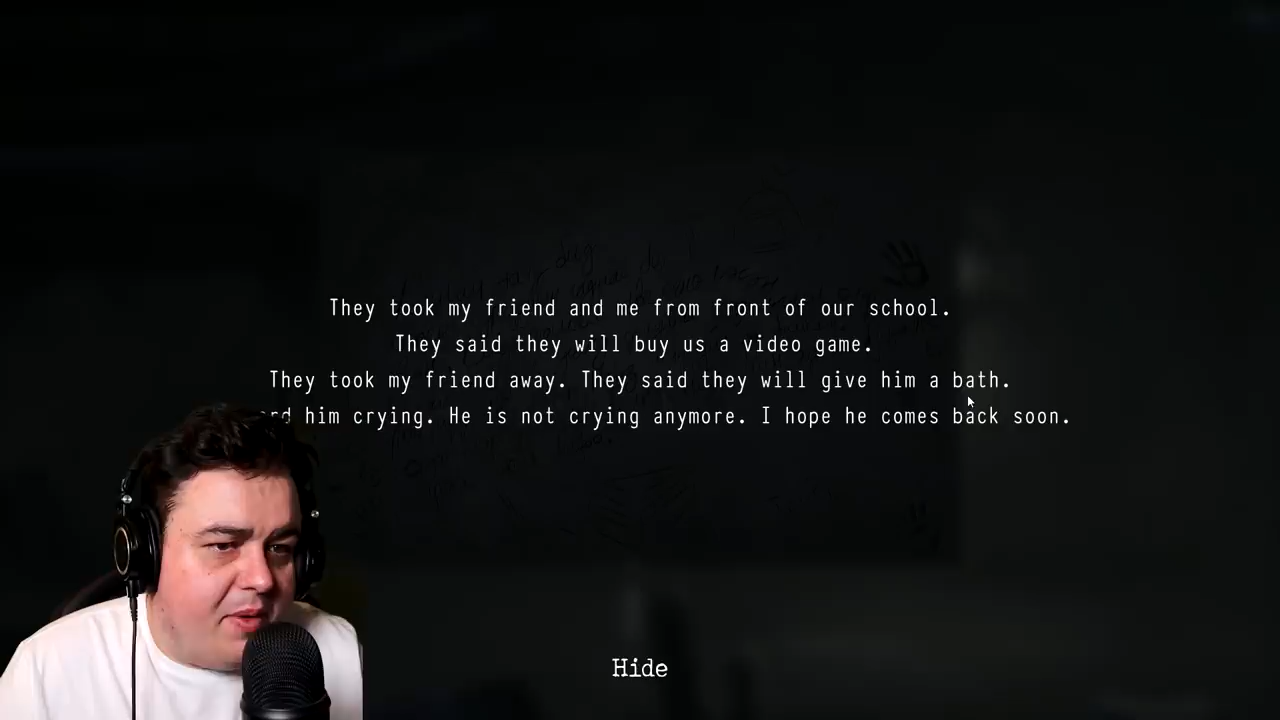 They took my friend and me from front of our school.
They said they will buy us a video game.
They took my friend away. They said they will give him a bath.
him crying. He is not crying anymore. I hope he comes back soon.
Hide